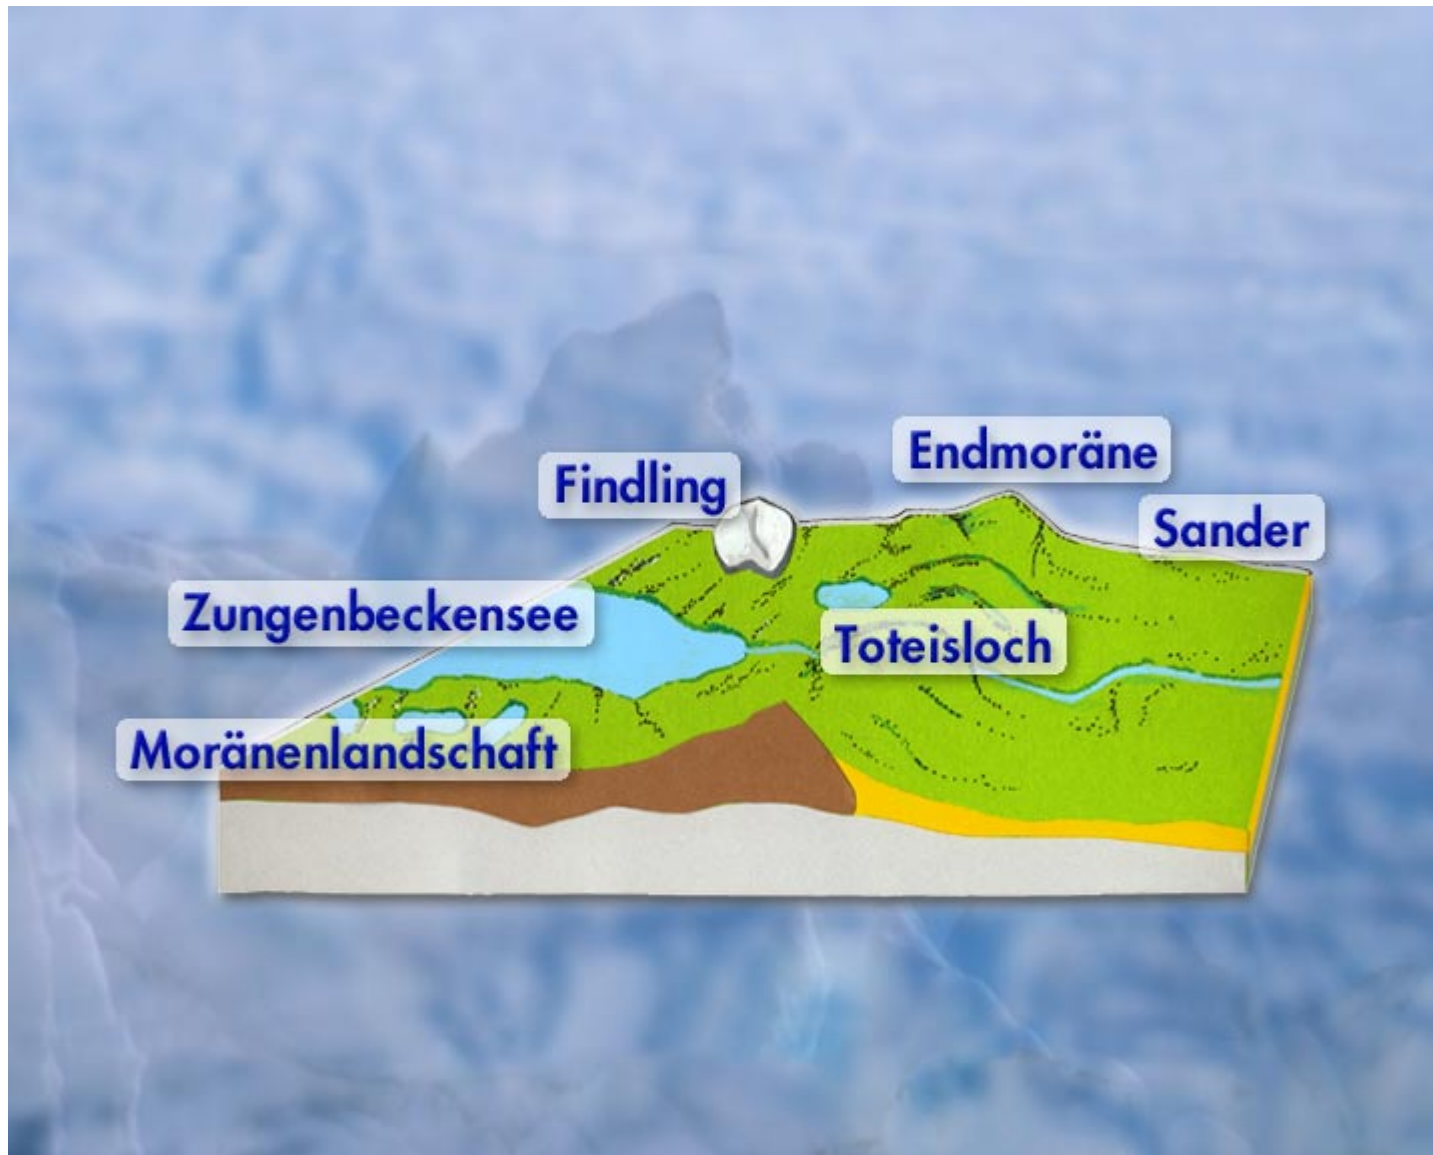 Endmoräne
Findling
Sander
Zungenbeckensee
Toteisloch
Moränenlandschaft